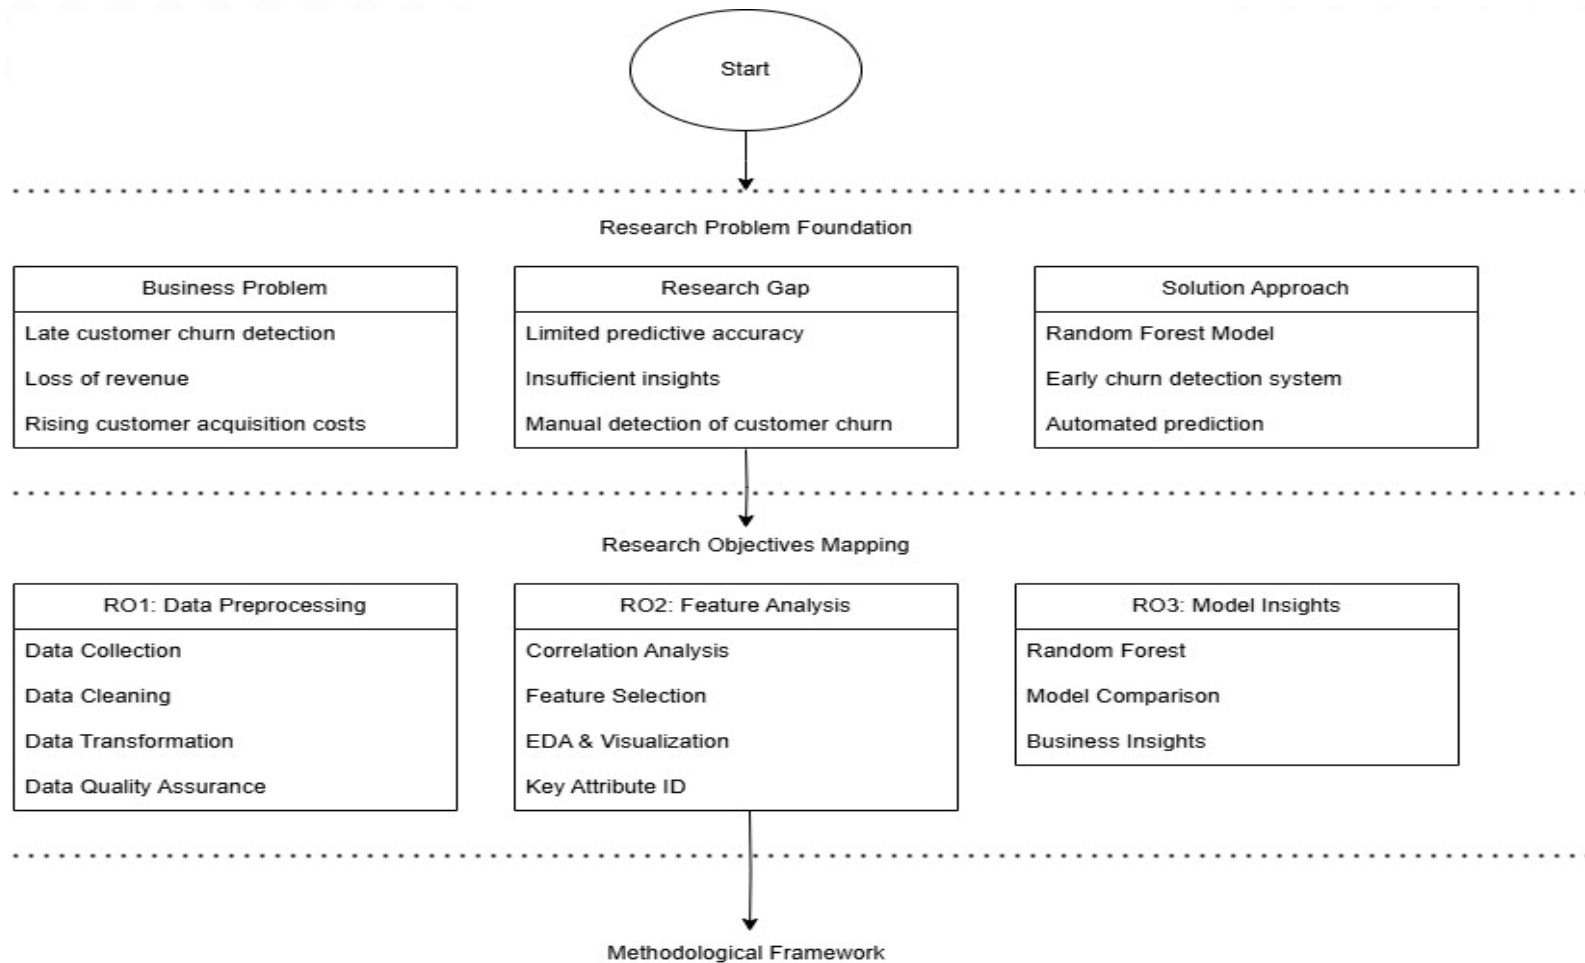 Start
Research Problem Foundation
Business Problem
Late customer churn detection
Loss of revenue
Rising customer acquisition costs
Research Gap
Limited predictive accuracy
Insufficient insights
Manual detection of customer churn
Solution Approach
Random Forest Model
Early churn detection system
Automated prediction
Research Objectives Mapping
RO1: Data Preprocessing
Data Collection
Data Cleaning
Data Transformation
Data Quality Assurance
RO2: Feature Analysis
Correlation Analysis
Feature Selection
EDA & Visualization
Key Attribute ID
RO3: Model Insights
Random Forest
Model Comparison
Business Insights
Methodological Framework